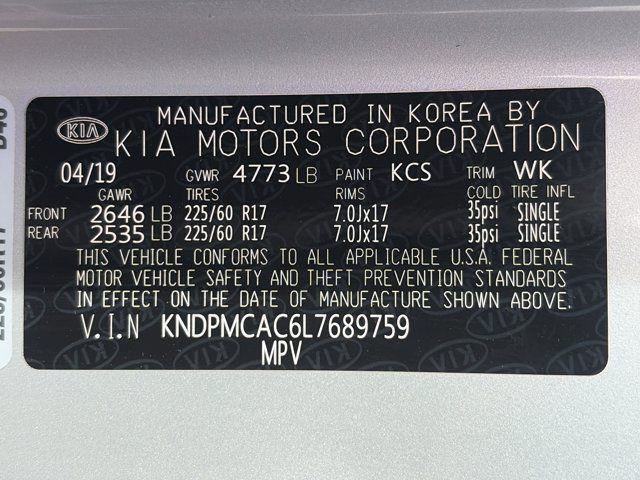 MANUFACTURED IN KOREA BY
KIA KIA MOTORS CORPORATION
04/19 GVWR 4773 LB PAINT KCS TRIM WK
GAWR TIRES RIMS COLD TIRE INFL
FRONT 2646 LB 225/60 R17 7.0Jx17 35psi SINGLE
REAR 2535 LB 225/60 R17 7.0Jx17 35psi SINGLE
THIS VEHICLE CONFORMS TO ALL APPLICABLE U.S.A. FEDERAL
MOTOR VEHICLE SAFETY AND THEFT PREVENTION STANDARDS
IN EFFECT ON THE DATE OF MANUFACTURE SHOWN ABOVE.
V.I.N KNDPMCAC6L7689759
MPV